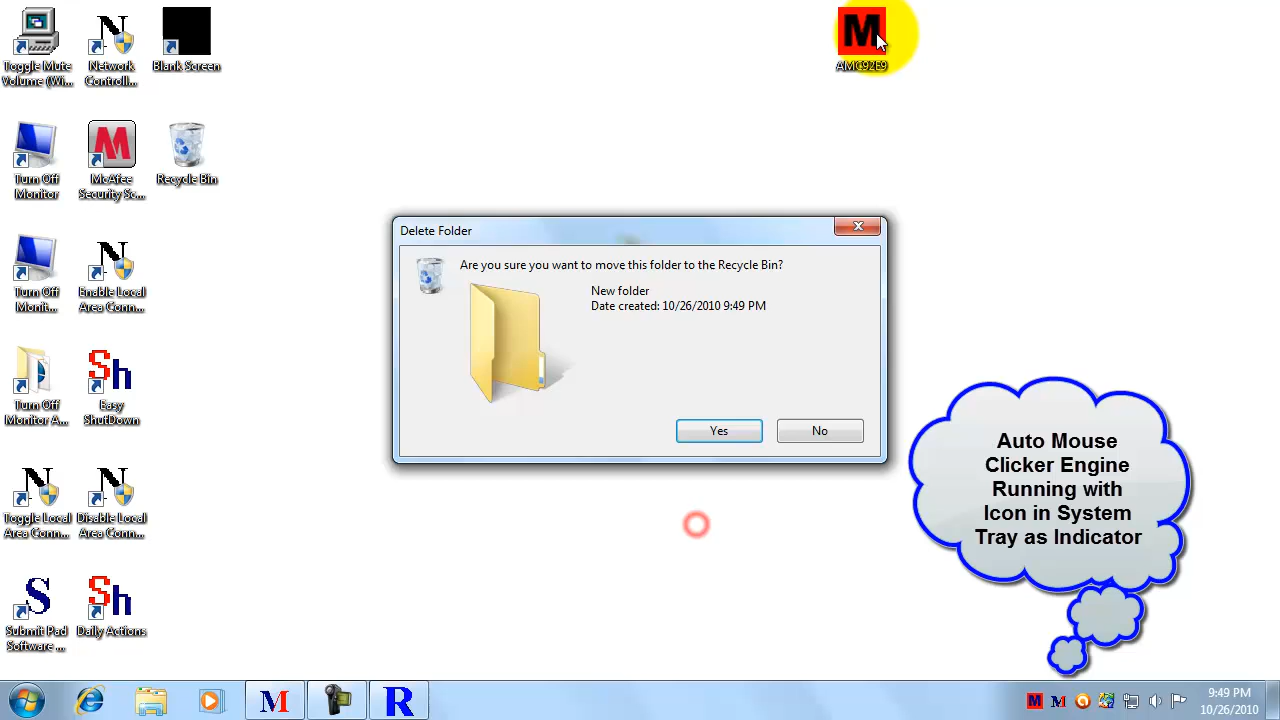 Toggle Mute
Volume (Wi...
N
Network
Controll...
Blank Screen
M
AMC92E9
Turn Off
Monitor
M
McAfee
Security Sc...
Recycle Bin
Turn Off
Monit...
N
Enable Local
Area Conn...
Turn Off
Monitor A...
Sh
Easy
ShutDown
N
Toggle Local
Area Conn...
N
Disable Local
Area Conn...
S
Submit Pad
Software ...
Sh
Daily Actions
Delete Folder
Are you sure you want to move this folder to the Recycle Bin?
New folder
Date created: 10/26/2010 9:49 PM
Yes
No
Auto Mouse
Clicker Engine
Running with
Icon in System
Tray as Indicator
M
R
M
M
9:49 PM
10/26/2010